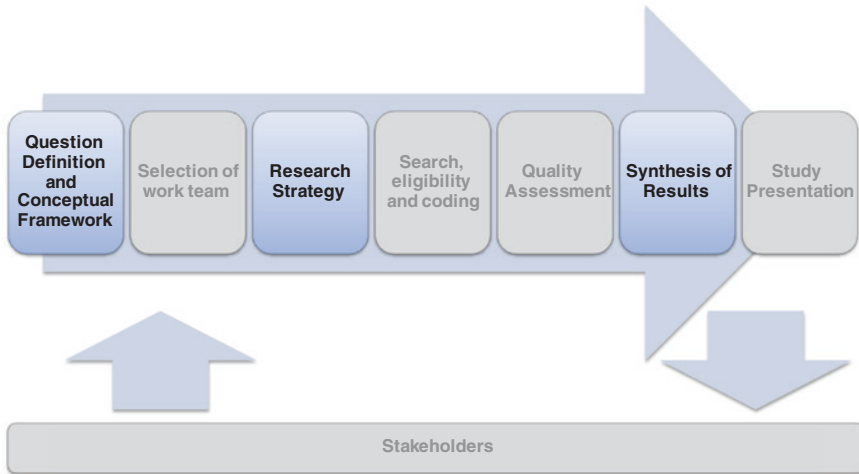 Question
Definition
and
Conceptual
Framework
Selection of
work team
Research
Strategy
Search,
eligibility
and coding
Quality
Assessment
Synthesis of
Results
Study
Presentation
Stakeholders